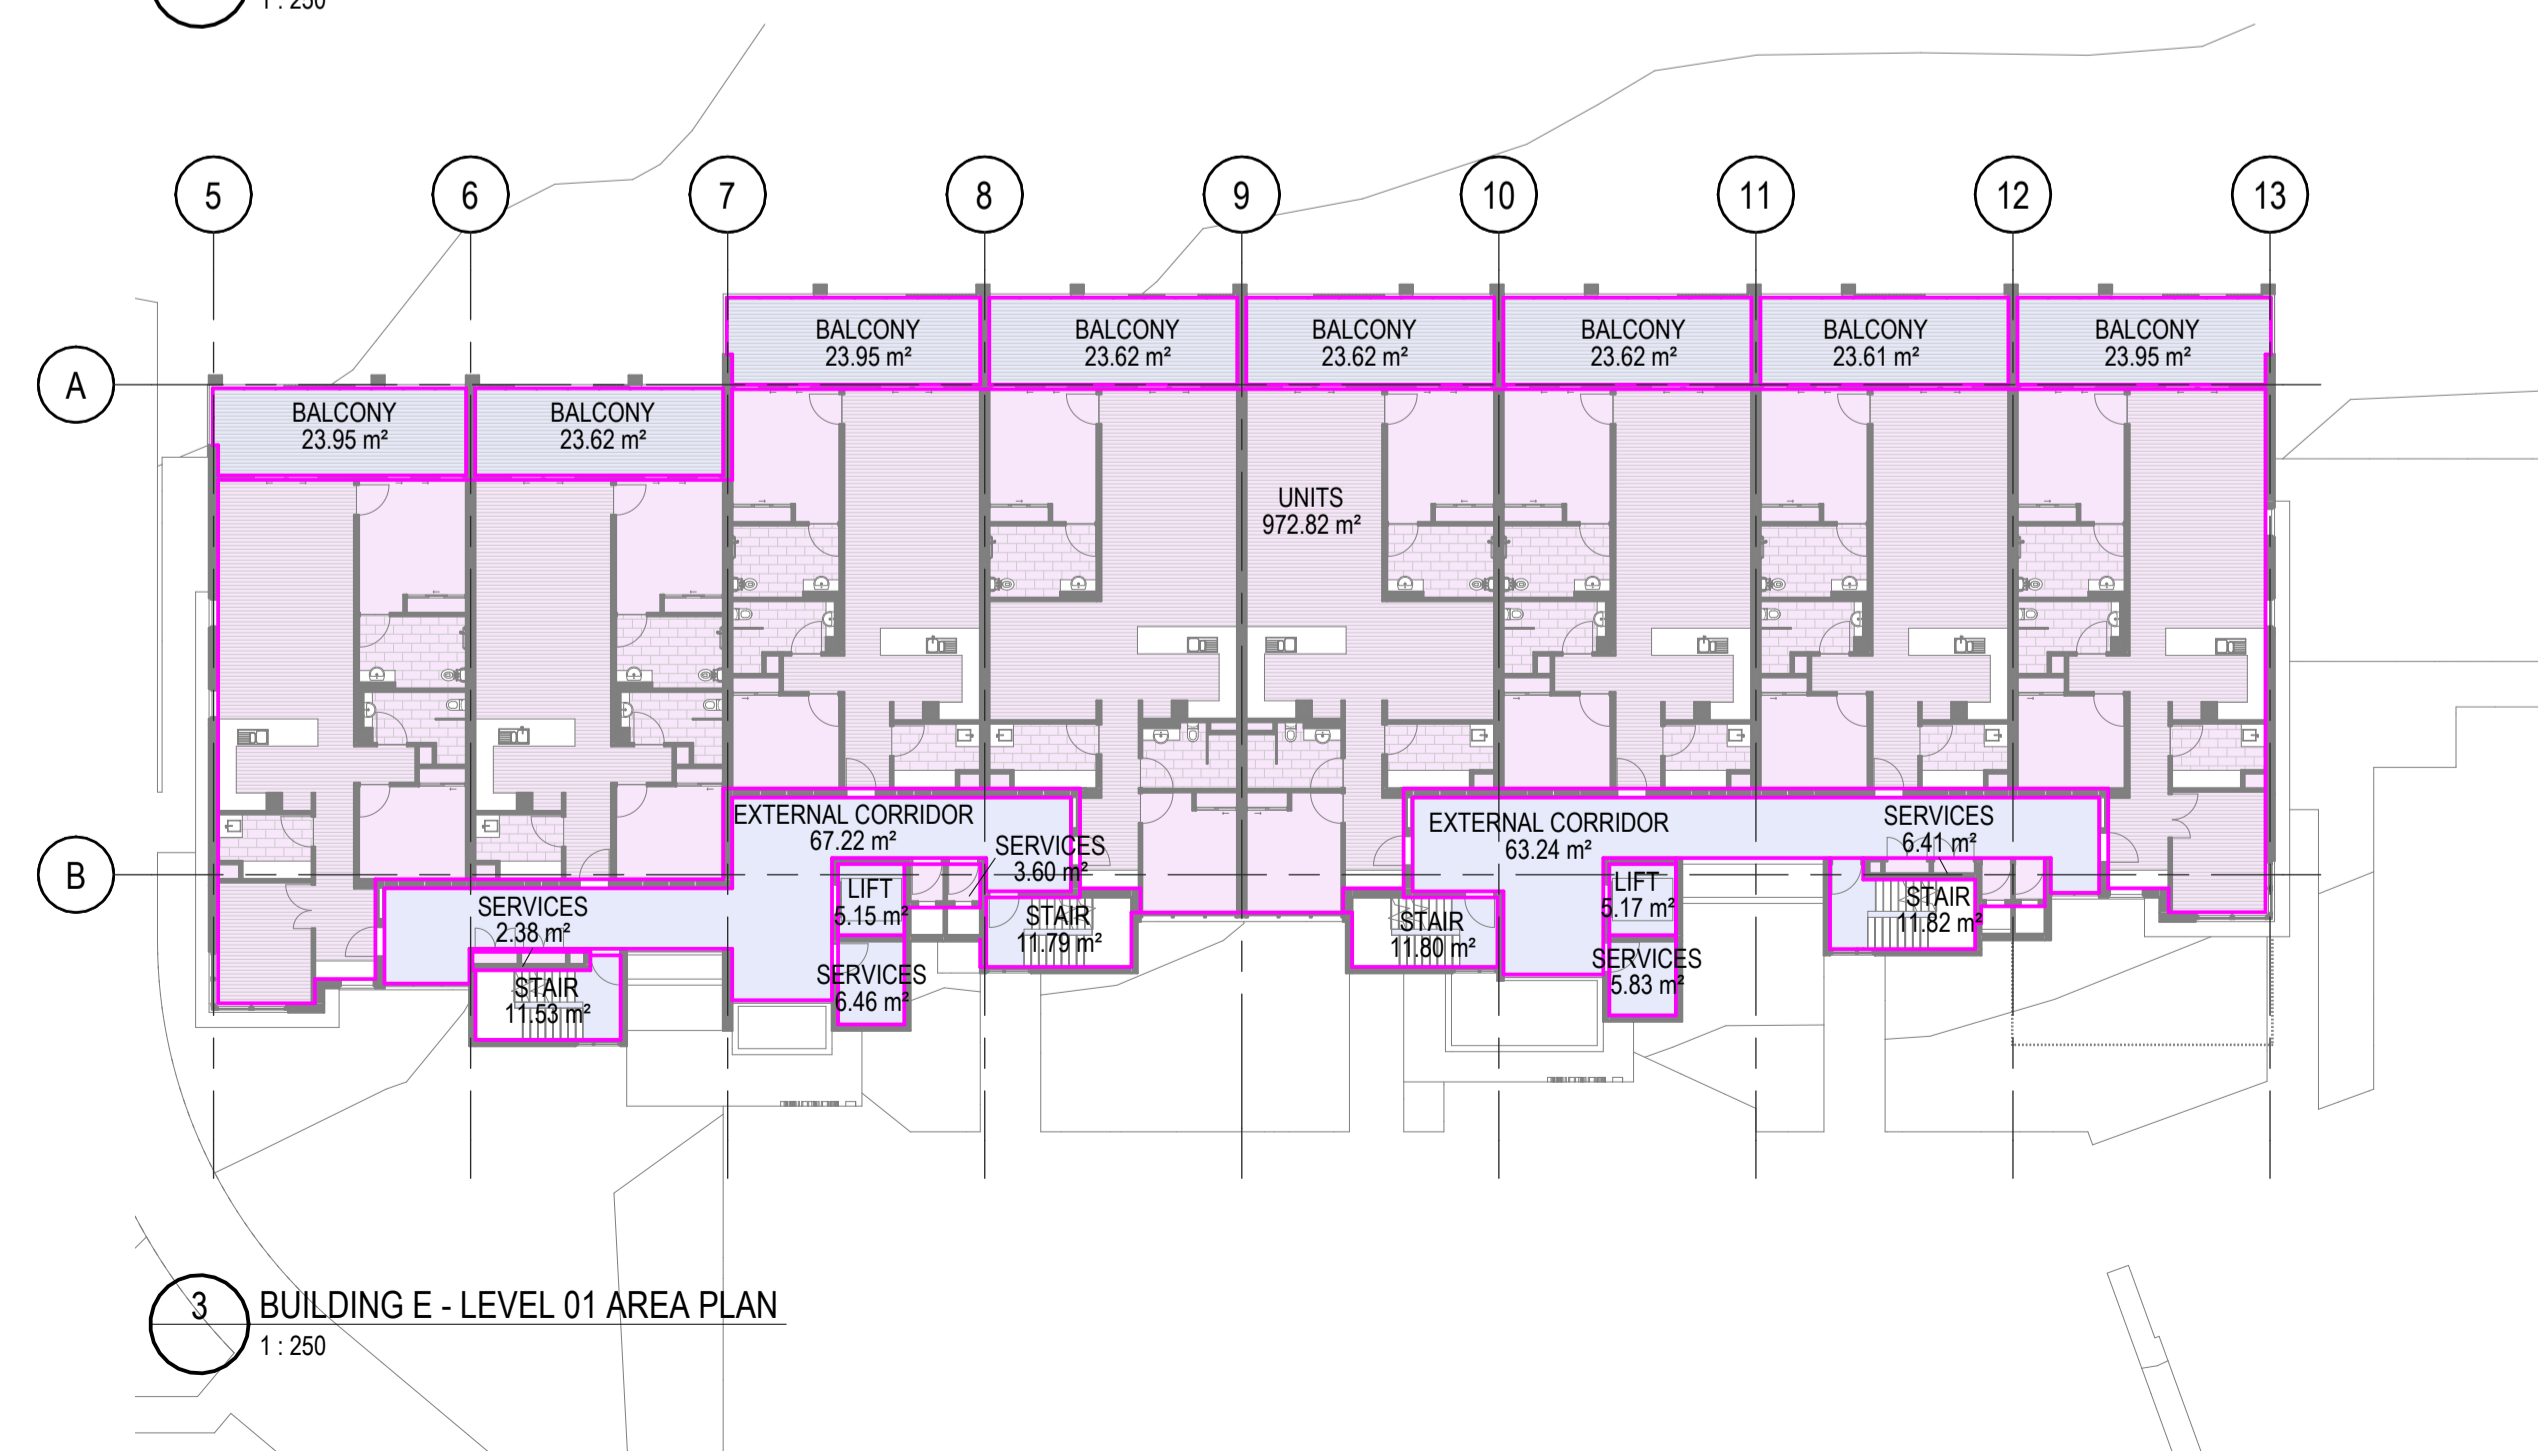 1 : 250
5
6
7
8
9
10
11
12
13
A
BALCONY
23.95 m²
BALCONY
23.62 m²
BALCONY
23.62 m²
BALCONY
23.62 m²
BALCONY
23.61 m²
BALCONY
23.95 m²
BALCONY
23.95 m²
BALCONY
23.62 m²
UNITS
972.82 m²
B
EXTERNAL CORRIDOR
67.22 m²
SERVICES
3.60 m²
EXTERNAL CORRIDOR
63.24 m²
SERVICES
6.41 m²
SERVICES
2.38 m²
LIFT
5.15 m²
STAIR
11.79 m²
STAIR
11.80 m²
LIFT
5.17 m²
STAIR
11.82 m²
STAIR
11.53 m²
SERVICES
6.46 m²
SERVICES
5.83 m²
3
BUILDING E - LEVEL 01 AREA PLAN
1 : 250